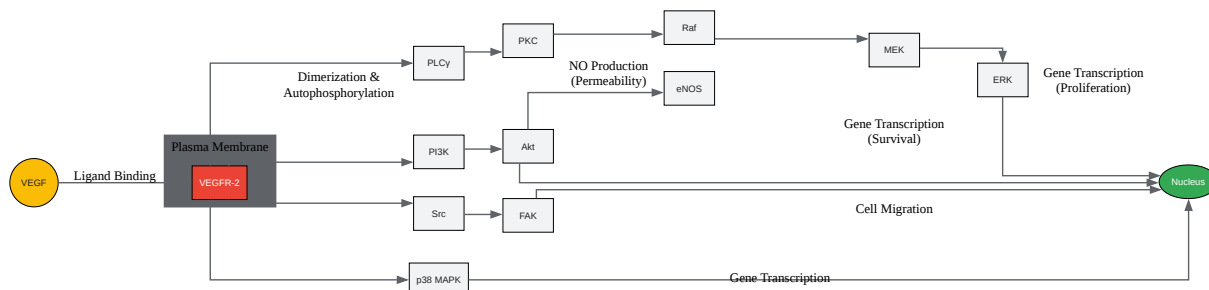 Raf
PKC
MEK
PLCγ
NO Production
(Permeability)
Dimerization &
Autophosphorylation
eNOS
ERK
Gene Transcription
(Proliferation)
Gene Transcription
(Survival)
Plasma Membrane
PI3K
Akt
VEGF
Ligand Binding
VEGFR-2
Nucleus
Src
FAK
Cell Migration
p38 MAPK
Gene Transcription